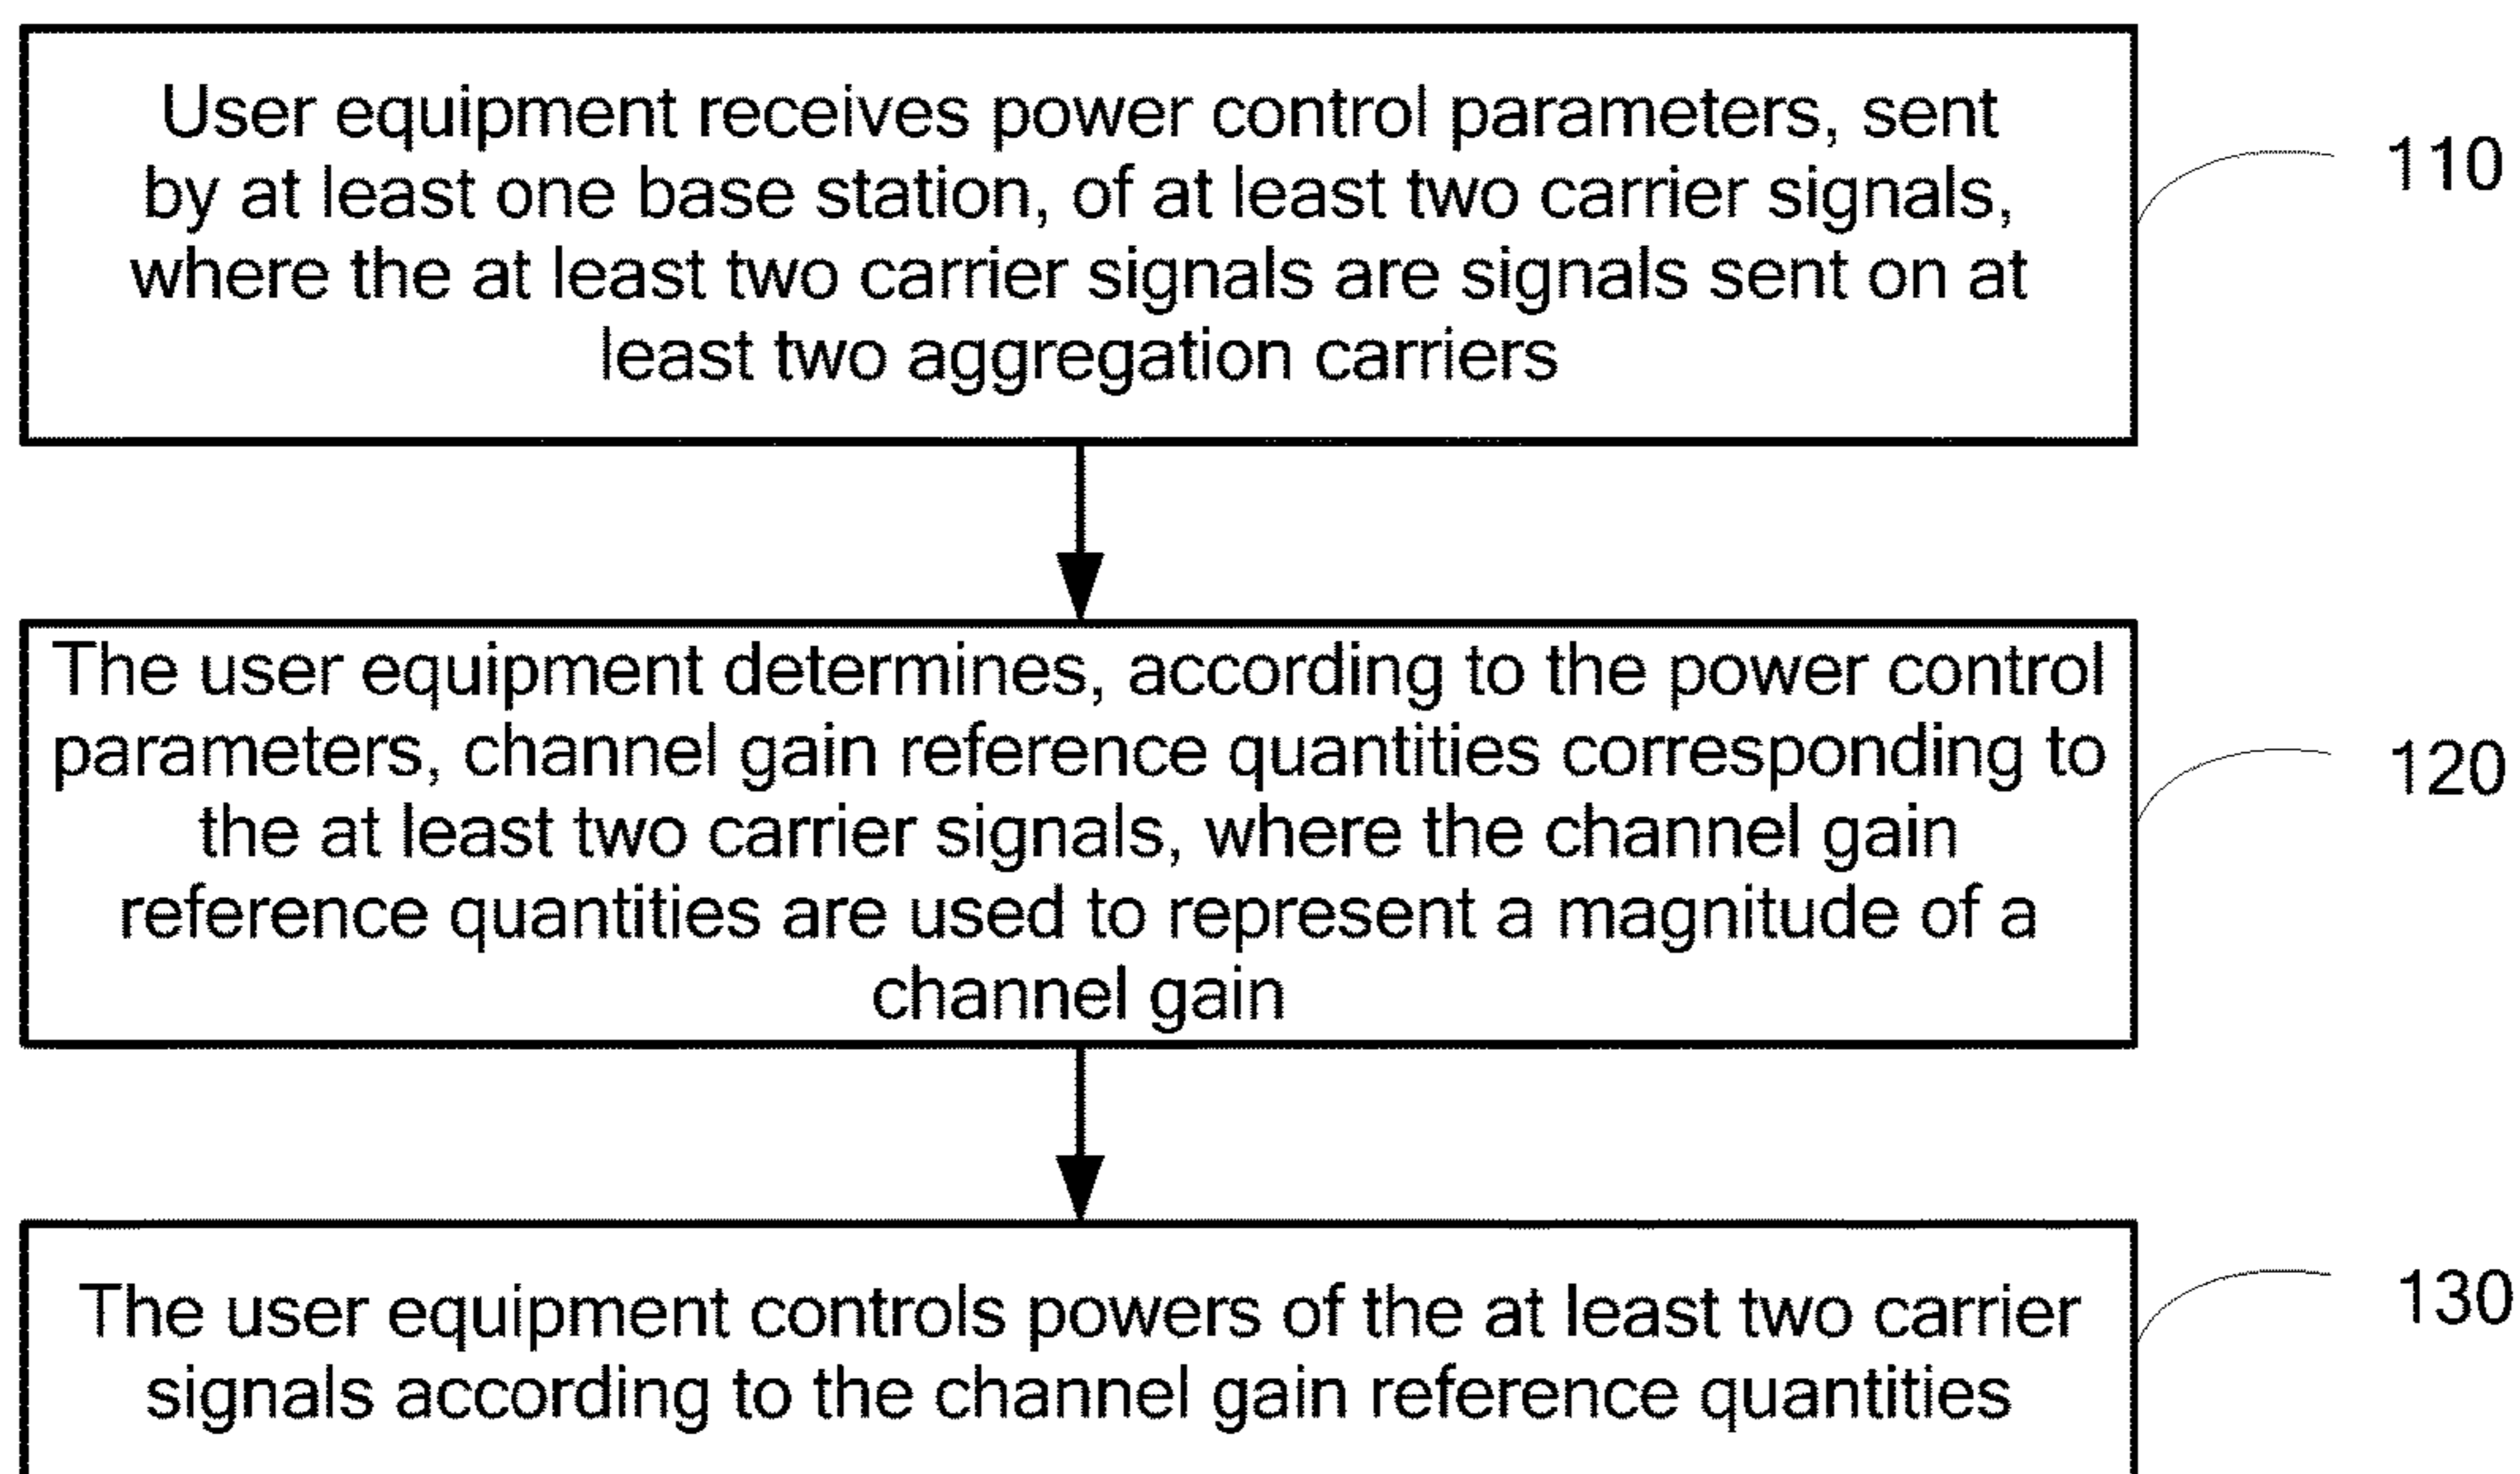 User equipment receives power control parameters, sent
by at least one base station, of at least two carrier signals,
where the at least two carrier signals are signals sent on at
least two aggregation carriers
110
The user equipment determines, according to the power control
parameters, channel gain reference quantities corresponding to
the at least two carrier signals, where the channel gain
reference quantities are used to represent a magnitude of a
channel gain
120
The user equipment controls powers of the at least two carrier
signals according to the channel gain reference quantities
130